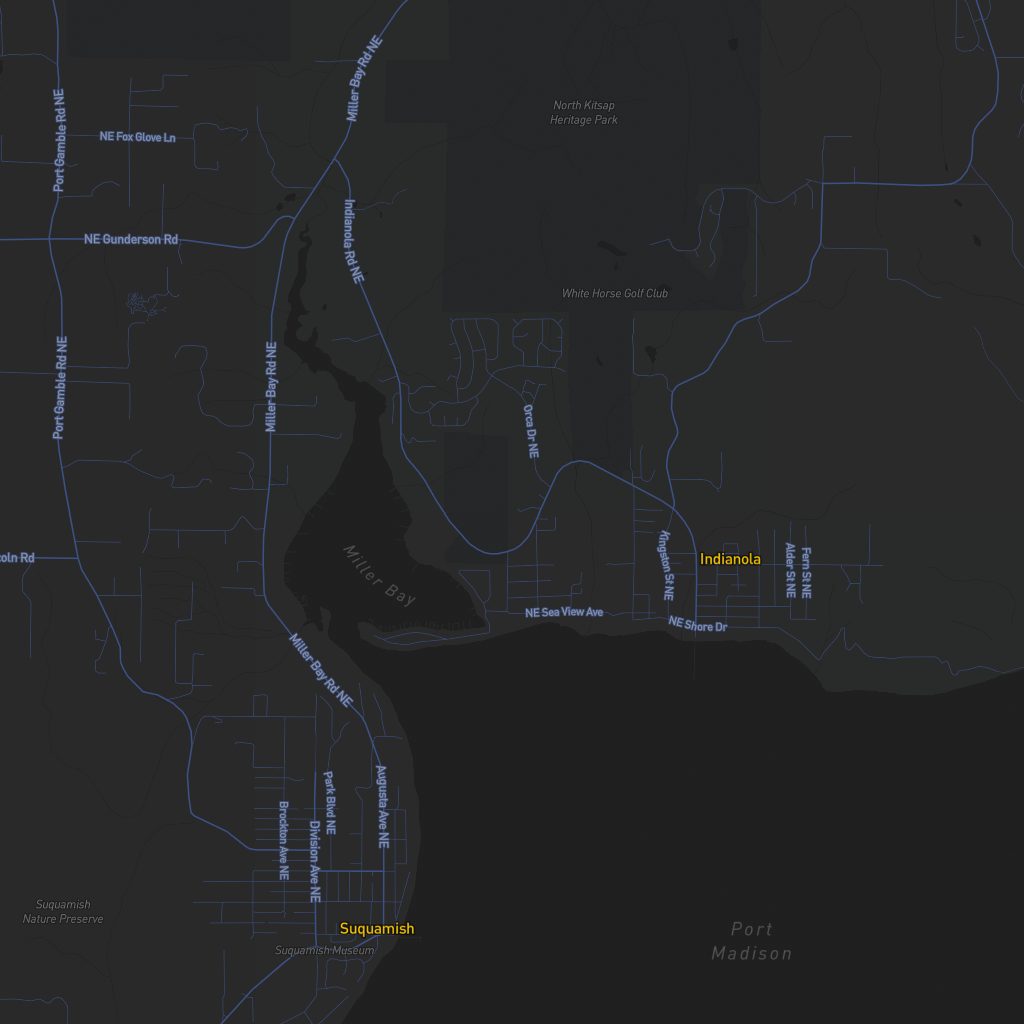 Miller Bay Rd NE
Port Gamble Rd NE
NE Fox Glove Ln
North Kitsap
Heritage Park
Indianola Rd NE
NE Gunderson Rd
White Horse Golf Club
Port Gamble Rd NE
Miller Bay Rd NE
Orca Dr NE
coln Rd
Miller Bay
Kingston St NE
Indianola
Alder St NE
Fern St NE
NE Sea View Ave
NE Shore Dr
Miller Bay Rd NE
Park Blvd NE
Augusta Ave NE
Brockton Ave NE
Division Ave NE
Suquamish
Nature Preserve
Suquamish
Suquamish Museum
Port
Madison